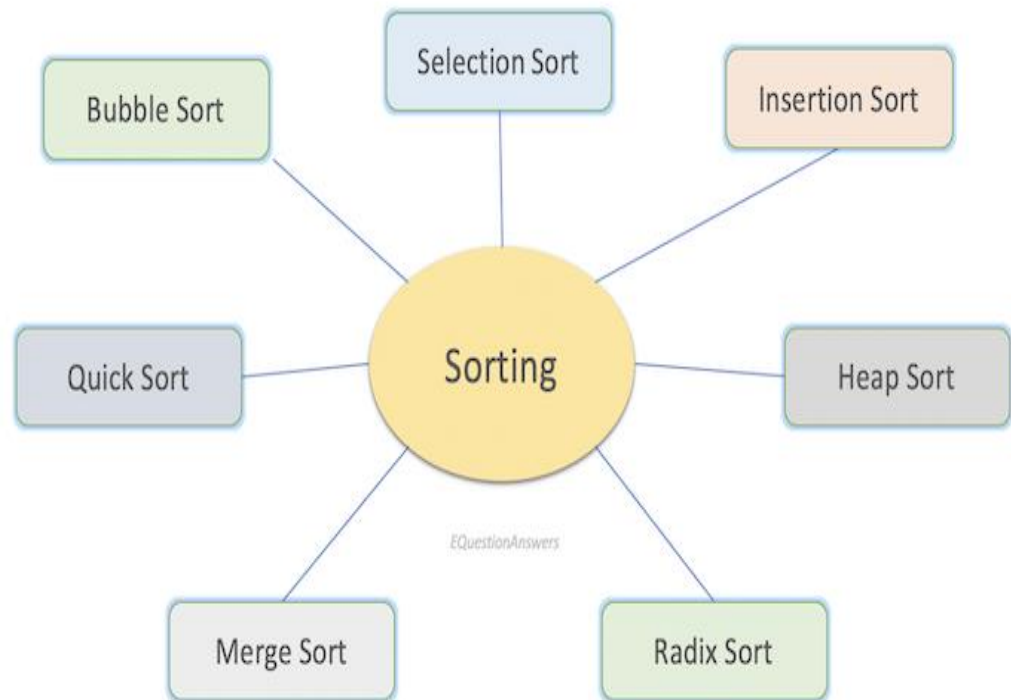 Selection Sort
Bubble Sort
Insertion Sort
Quick Sort
Sorting
Heap Sort
EQuestionAnswers
Merge Sort
Radix Sort